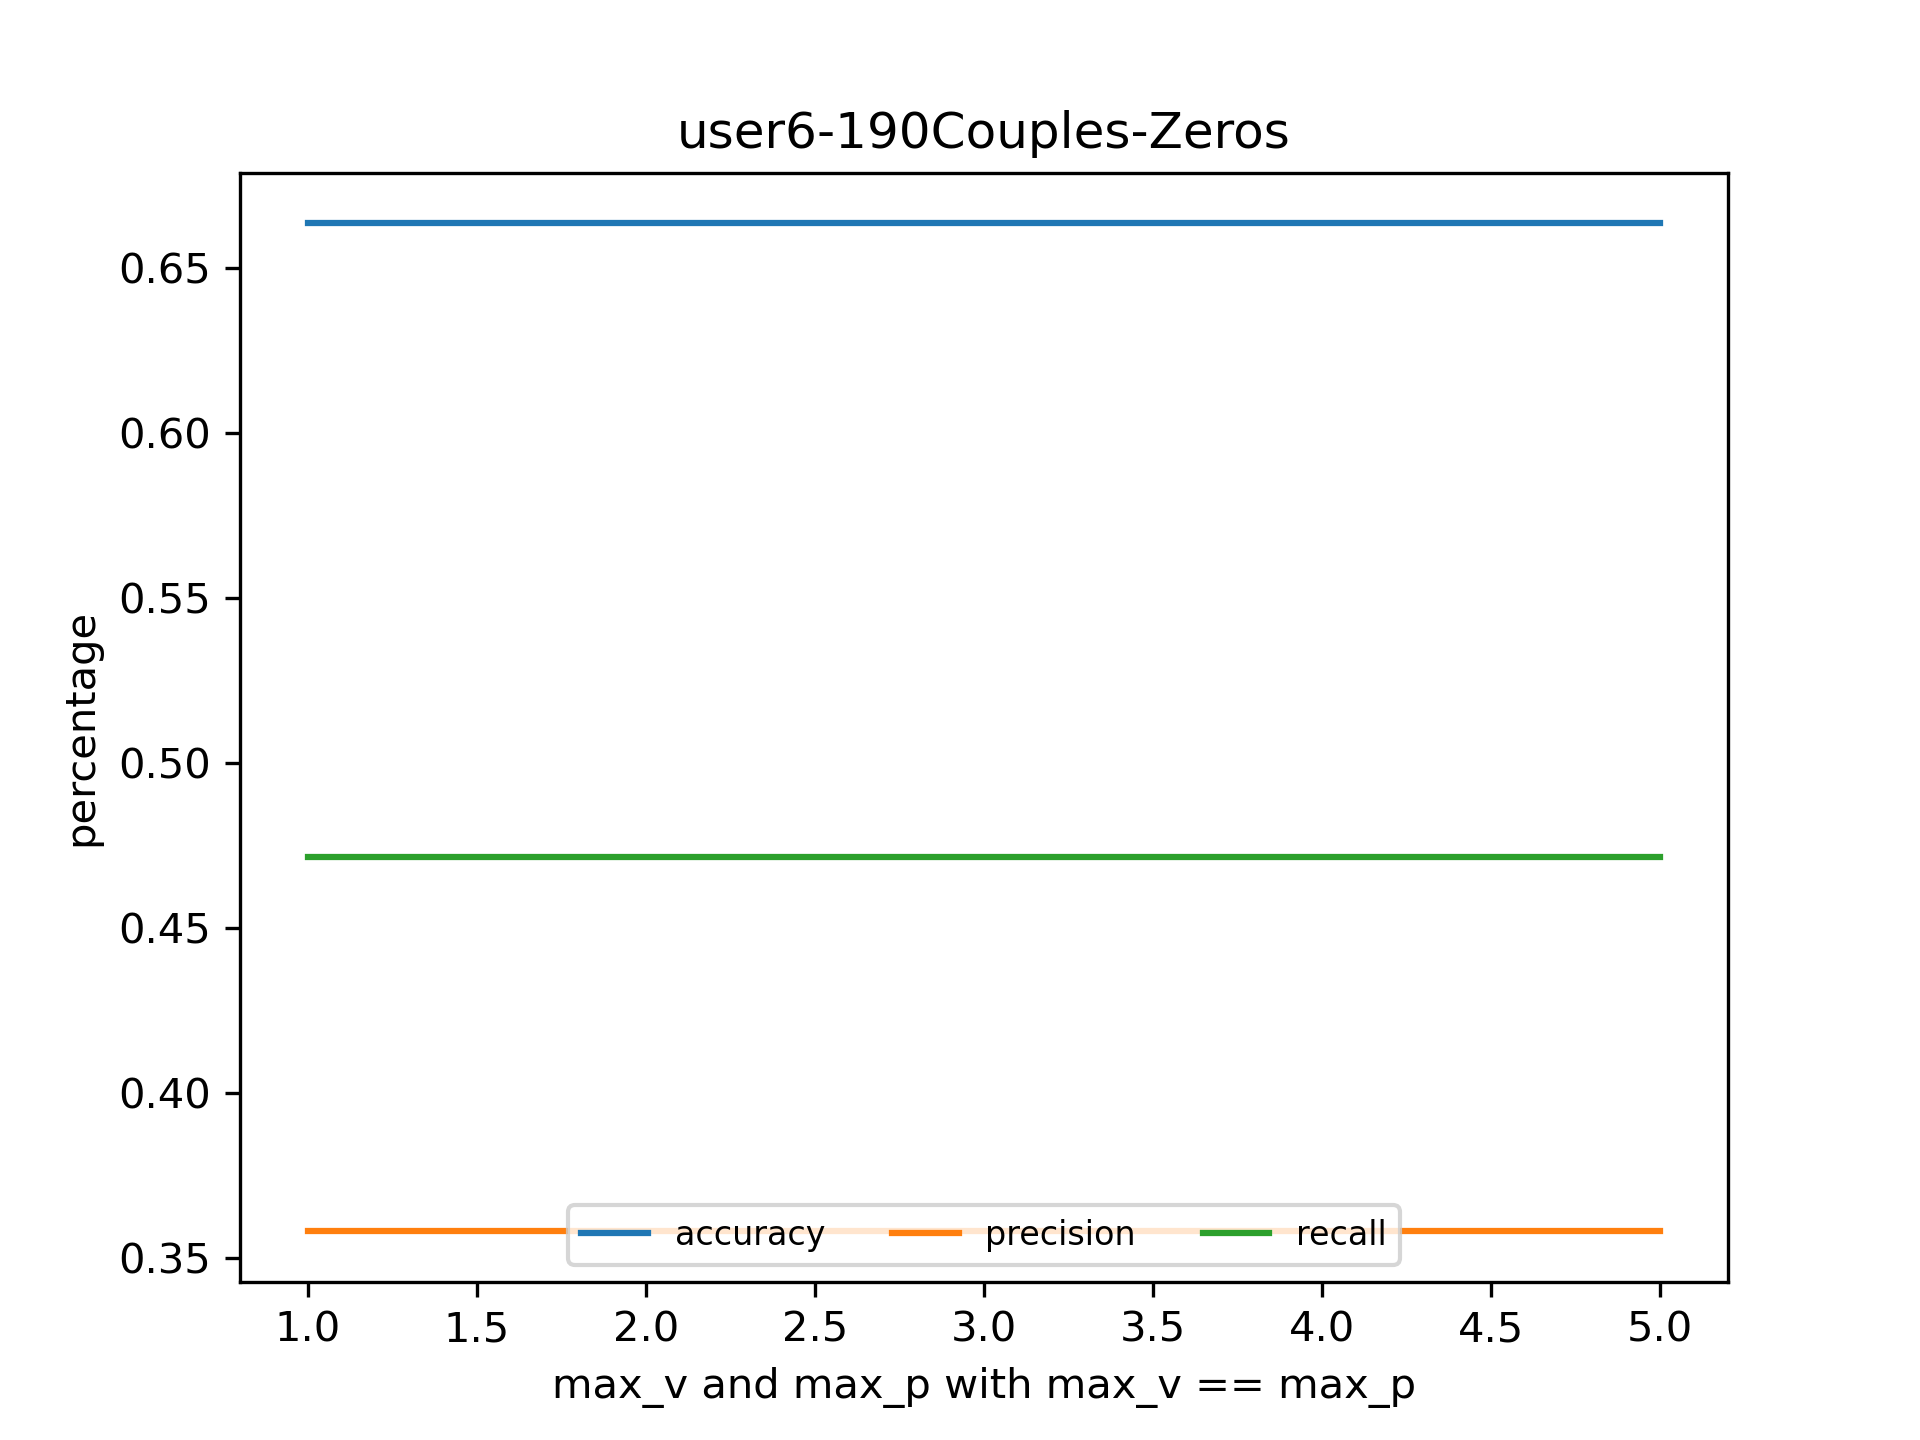 user6-190Couples-Zeros
percentage
0.65
0.60
0.55
0.50
0.45
0.40
0.35
accuracy precision recall
1.0 1.5 2.0 2.5 3.0 3.5 4.0 4.5 5.0
max_v and max_p with max_v == max_p